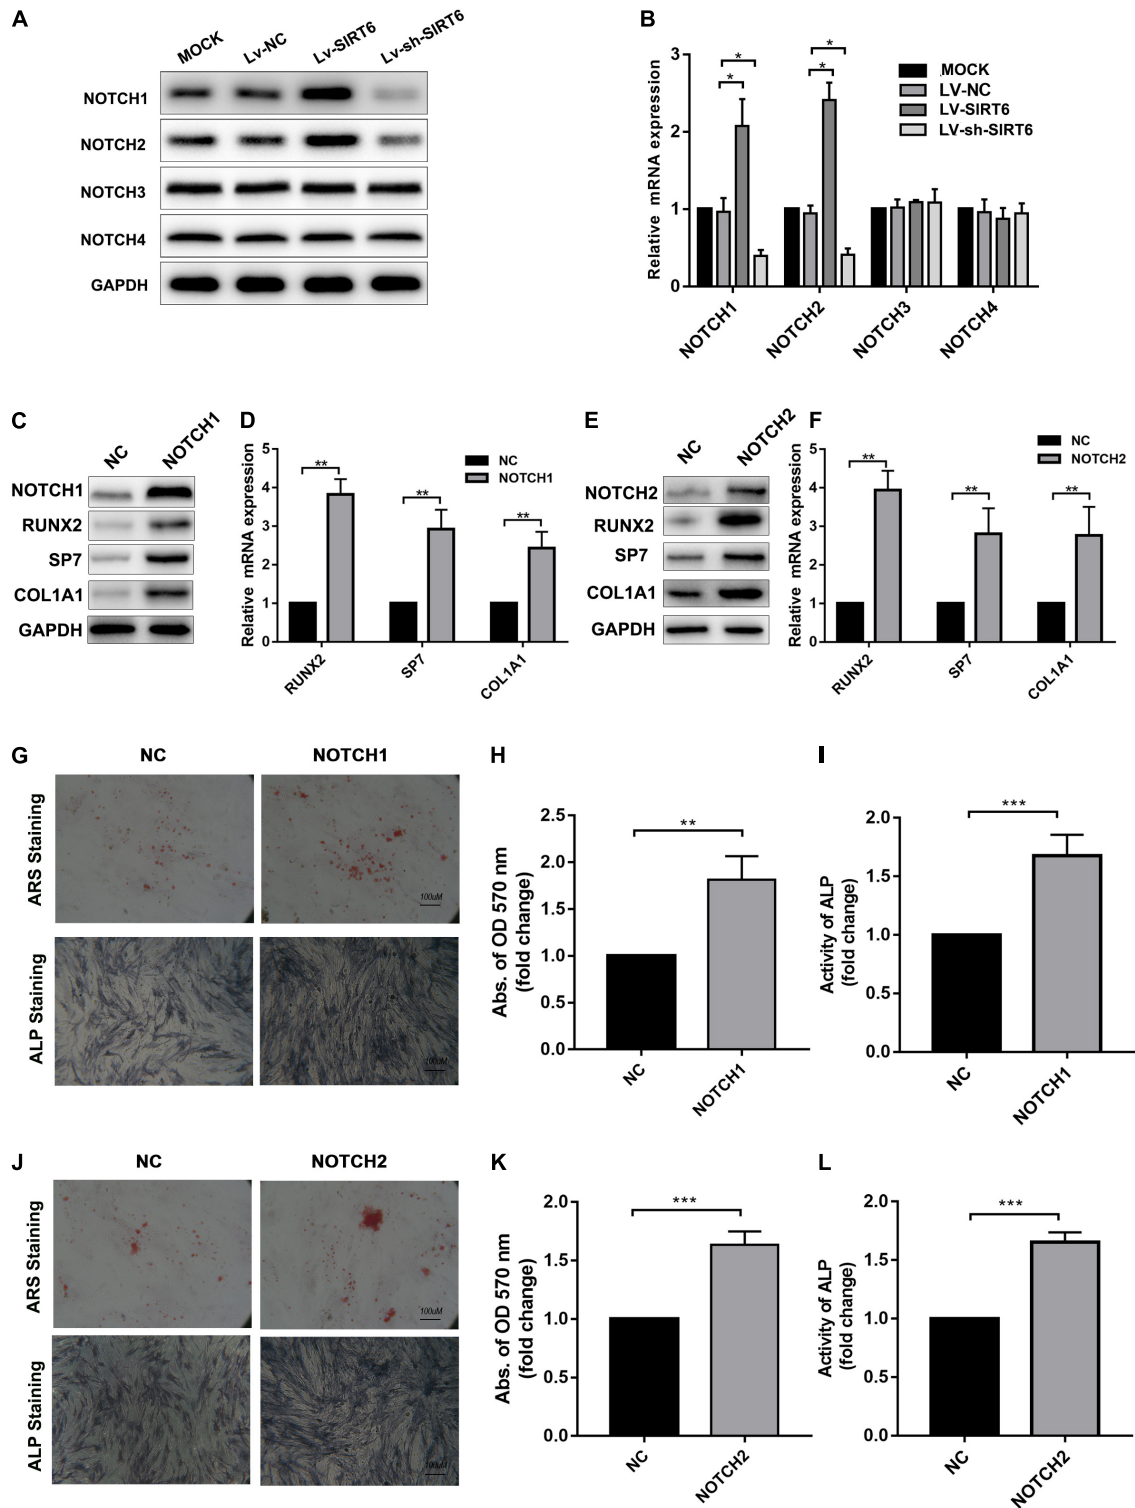 A
MOCK
Lv-NC
Lv-SIRT6
Lv-sh-SIRT6
NOTCH1
NOTCH2
NOTCH3
NOTCH4
GAPDH
B
Relative mRNA expression
3
2
1
0
* * * *
MOCK
LV-NC
LV-SIRT6
LV-sh-SIRT6
NOTCH1
NOTCH2
NOTCH3
NOTCH4
C
NC
NOTCH1
NOTCH1
RUNX2
SP7
COL1A1
GAPDH
D
Relative mRNA expression
5
4
3
2
1
0
** ** **
NC
NOTCH1
RUNX2
SP7
COL1A1
E
NC
NOTCH2
NOTCH2
RUNX2
SP7
COL1A1
GAPDH
F
Relative mRNA expression
5
4
3
2
1
0
** ** **
NC
NOTCH2
RUNX2
SP7
COL1A1
G
NC
NOTCH1
ARS Staining
100uM
ALP Staining
100uM
H
Abs. of OD 570 nm
(fold change)
2.5
2.0
1.5
1.0
0.5
0.0
**
NC
NOTCH1
I
Activity of ALP
(fold change)
2.0
1.5
1.0
0.5
0.0
***
NC
NOTCH1
J
NC
NOTCH2
ARS Staining
100uM
ALP Staining
100uM
K
Abs. of OD 570 nm
(fold change)
2.0
1.5
1.0
0.5
0.0
***
NC
NOTCH2
L
Activity of ALP
(fold change)
2.0
1.5
1.0
0.5
0.0
***
NC
NOTCH2